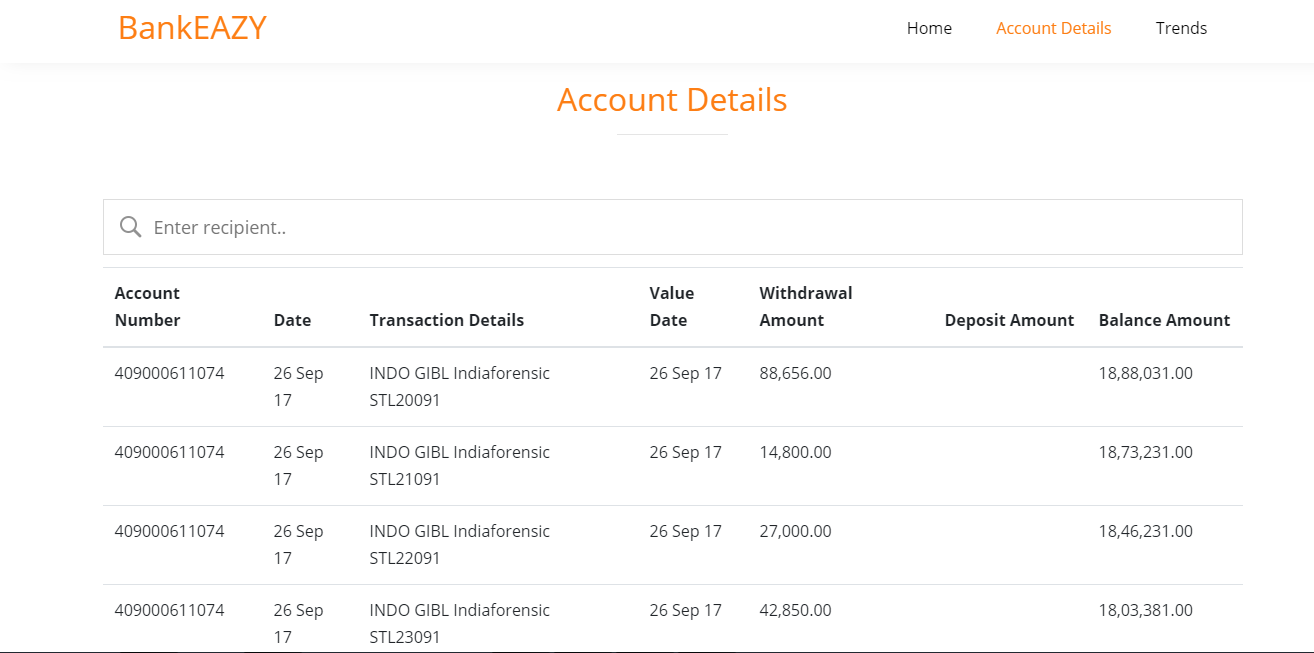 BankEAZY Home Account Details Trends
Account Details
Enter recipient..
Account Number Date Transaction Details Value Date Withdrawal Amount Deposit Amount Balance Amount
409000611074 26 Sep 17 INDO GIBL Indiaforensic STL20091 26 Sep 17 88,656.00 18,88,031.00
409000611074 26 Sep 17 INDO GIBL Indiaforensic STL21091 26 Sep 17 14,800.00 18,73,231.00
409000611074 26 Sep 17 INDO GIBL Indiaforensic STL22091 26 Sep 17 27,000.00 18,46,231.00
409000611074 26 Sep 17 INDO GIBL Indiaforensic STL23091 26 Sep 17 42,850.00 18,03,381.00